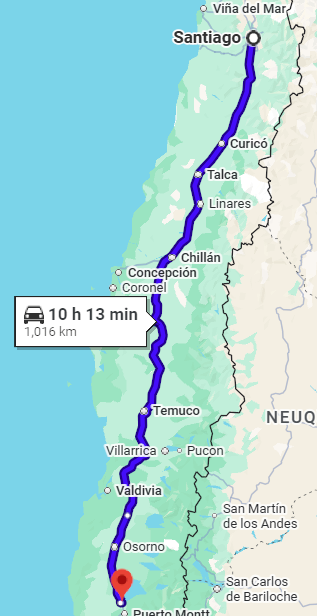 Viña del Mar
Santiago
Curicó
Talca
Linares
Chillán
Concepción
Coronel
10 h 13 min
1,016 km
Temuco
NEUQ
Villarrica
Pucon
Valdivia
San Martín
de los Andes
Osorno
San Carlos
de Bariloche
Puerto Montt